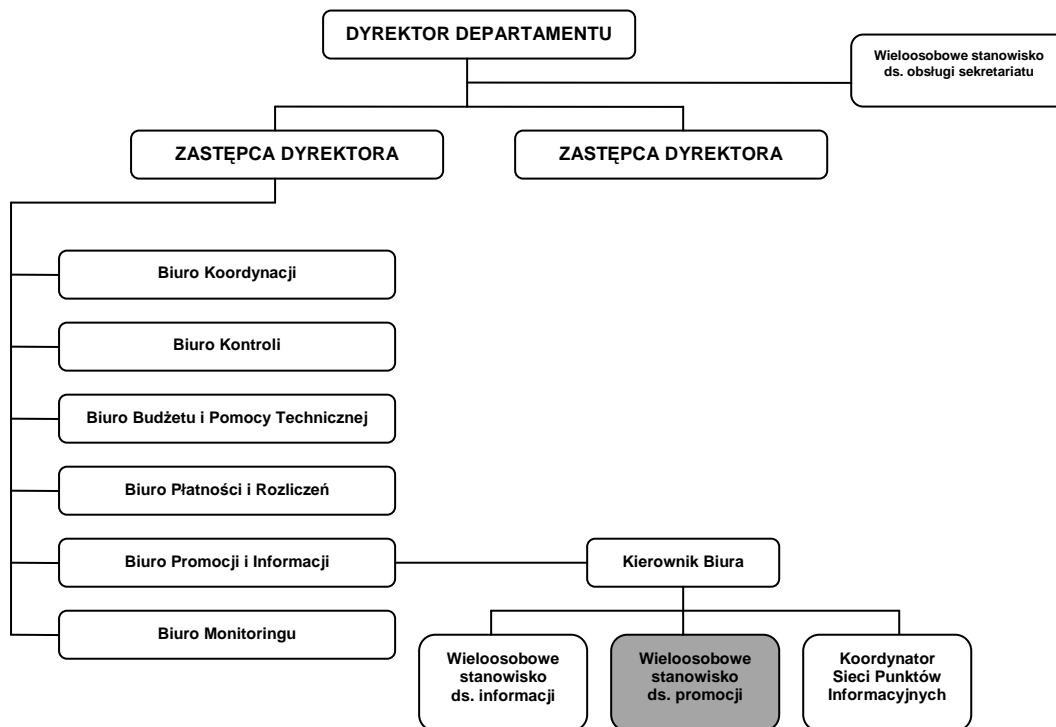 DYREKTOR DEPARTAMENTU
Wieloosobowe stanowisko
ds. obsługi sekretariatu
ZASTĘPCA DYREKTORA
ZASTĘPCA DYREKTORA
Biuro Koordynacji
Biuro Kontroli
Biuro Budżetu i Pomocy Technicznej
Biuro Płatności i Rozliczeń
Biuro Promocji i Informacji
Kierownik Biura
Biuro Monitoringu
Wieloosobowe
stanowisko
ds. informacji
Wieloosobowe
stanowisko
ds. promocji
Koordynator
Sieci Punktów
Informacyjnych